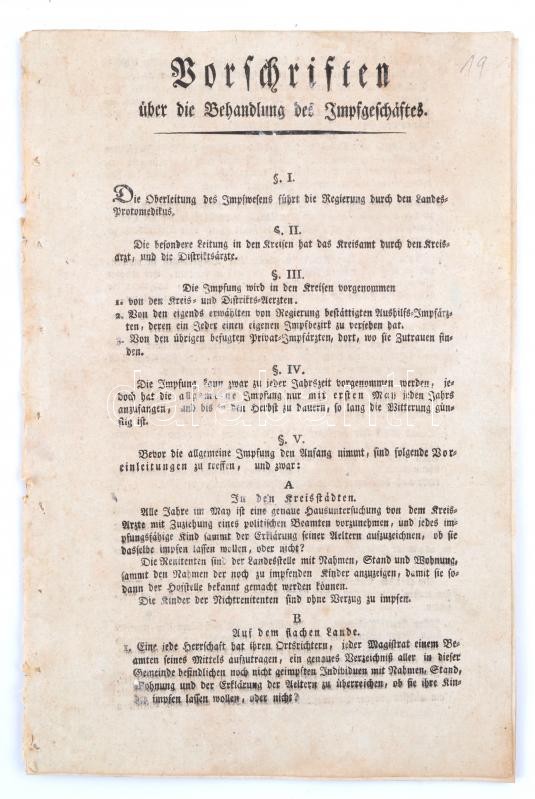 19
Vorschriften
über die Behandlung des Impfgeschäftes.
§. I.
Die Oberleitung des Impfwesens führt die Regierung durch den Landes-
Protomedikus.
§. II.
Die besondere Leitung in den Kreisen hat das Kreisamt durch den Kreis-
arzt, und die Distriktsärzte.
§. III.
Die Impfung wird in den Kreisen vorgenommen
1. von den Kreis- und Distrikts-Aerzten.
2. Von den eigends erwählten von Regierung bestättigten Aushilfs-Impfärz-
ten, deren ein Jeder einen eigenen Impfbezirk zu versehen hat.
3. Von den übrigen befugten Privat-Impfärzten, dort, wo sie Zutrauen fin-
den.
§. IV.
Die Impfung kann zwar zu jeder Jahrszeit vorgenommen werden, je-
doch hat die allgemeine Impfung nur mit ersten May jeden Jahrs
anzufangen, und bis in den Herbst zu dauern, so lang die Witterung gün-
stig ist.
§. V.
Bevor die allgemeine Impfung den Anfang nimmt, sind folgende Vor-
einleitungen zu treffen, und zwar:
A
In den Kreisstädten.
Alle Jahre im May ist eine genaue Hausuntersuchung von dem Kreis-
Arzte mit Zuziehung eines politischen Beamten vorzunehmen, und jedes im-
pfungsfähige Kind sammt der Erklärung seiner Aeltern aufzuzeichnen, ob sie
dasselbe impfen lassen wollen, oder nicht?
Die Renitenten sind der Landesstelle mit Nahmen, Stand und Wohnung,
sammt den Nahmen der noch zu impfenden Kinder anzuzeigen, damit sie so-
dann der Hofstelle bekannt gemacht werden können.
Die Kinder der Nichtrenitenten sind ohne Verzug zu impfen.
B
Auf dem flachen Lande.
1. Eine jede Herrschaft hat ihren Ortsrichtern, jeder Magistrat einem Be-
amten seines Mittels aufzutragen, ein genaues Verzeichniß aller in dieser
Gemeinde befindlichen noch nicht geimpften Individuen mit Nahmen, Stand,
Wohnung und der Erklärung der Aeltern zu überreichen, ob sie ihre Kin-
der impfen lassen wollen, oder nicht?